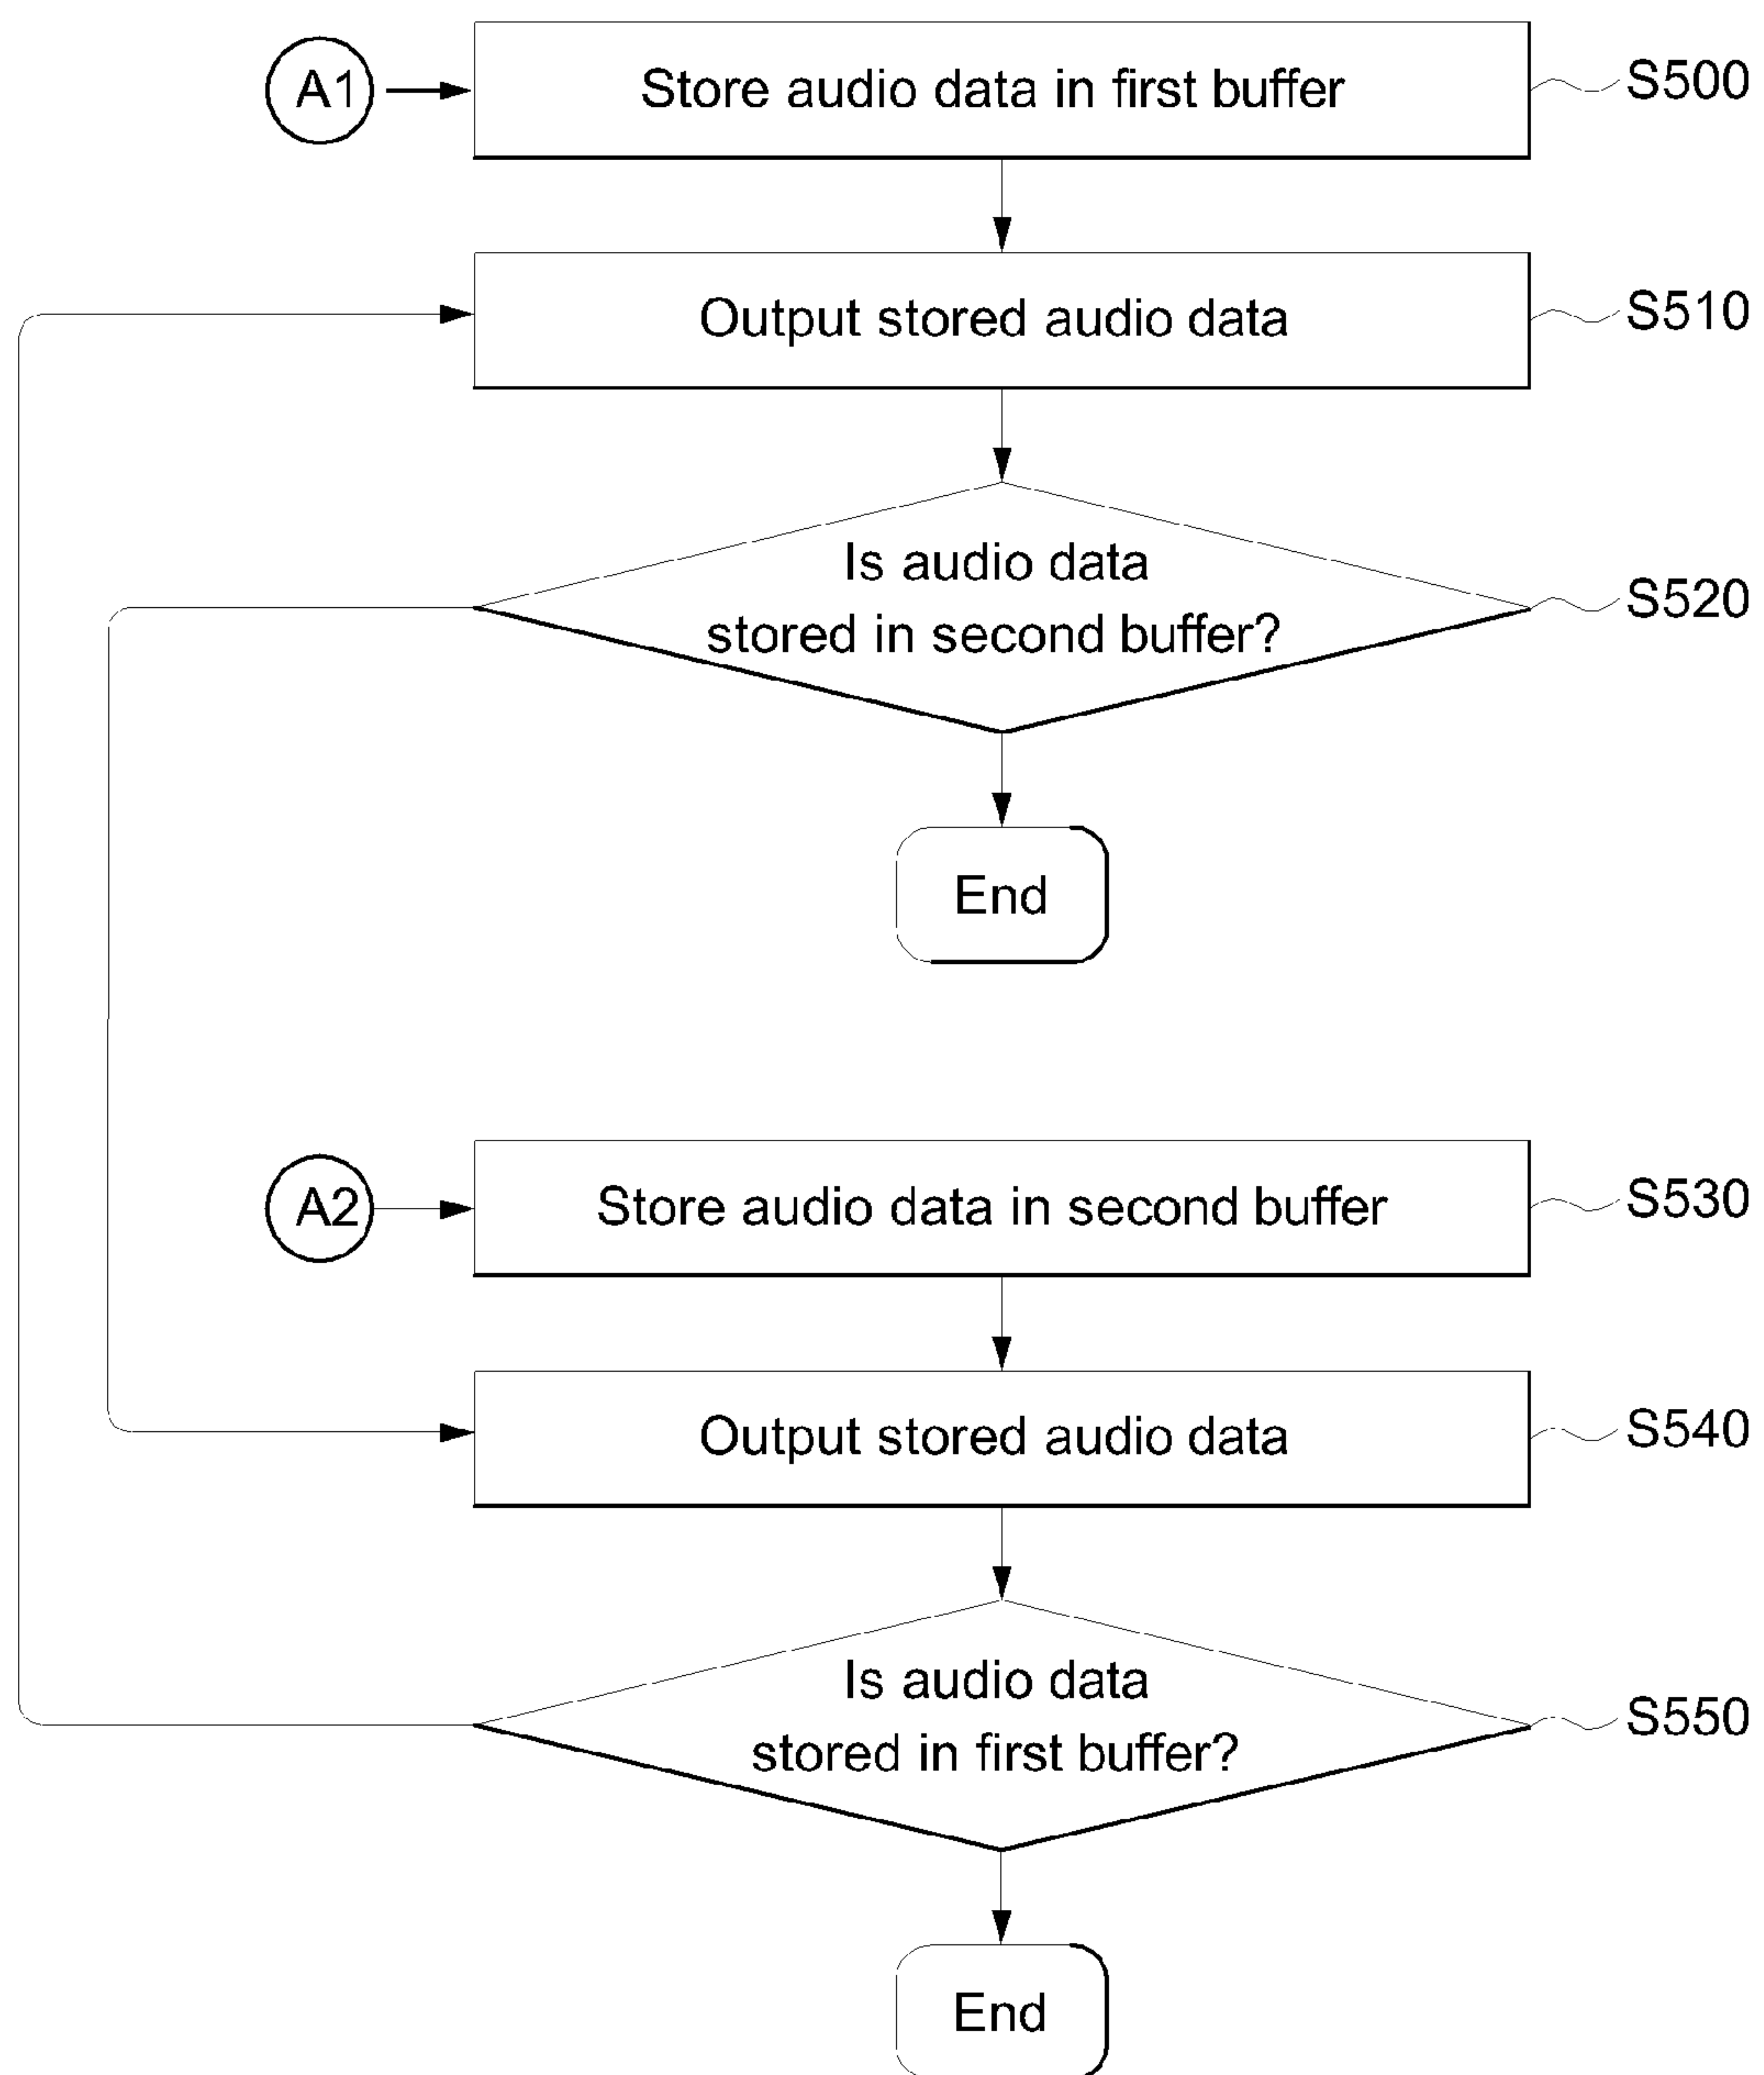 A1
Store audio data in first buffer
S500
Output stored audio data
S510
Is audio data
stored in second buffer?
S520
End
A2
Store audio data in second buffer
S530
Output stored audio data
S540
Is audio data
stored in first buffer?
S550
End